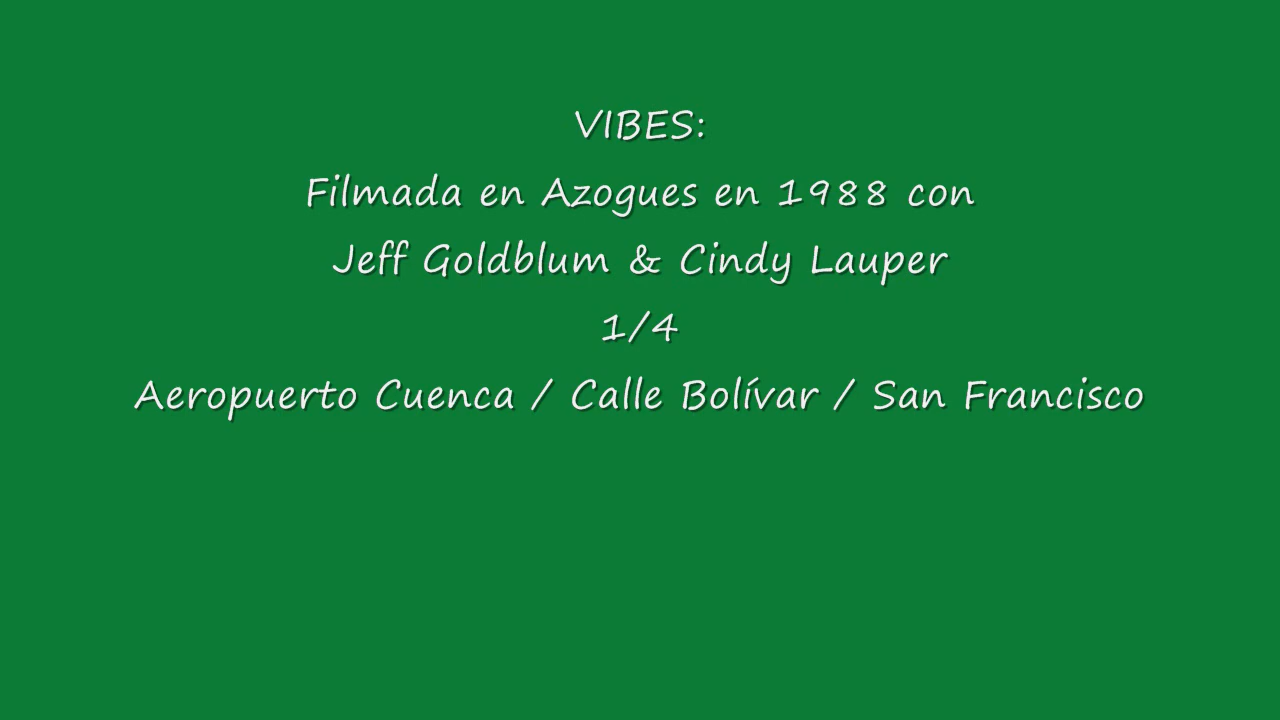 VIBES:
Filmada en Azogues en 1988 con
Jeff Goldblum & Cindy Lauper
1/4
Aeropuerto Cuenca / Calle Bolívar / San Francisco